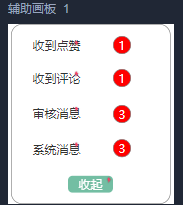 辅助画板 1
收到点赞 1
收到评论 1
审核消息 3
系统消息 3
收起